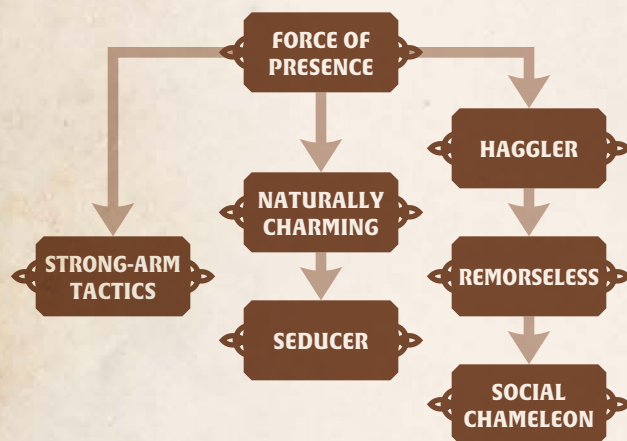 FORCE OF
PRESENCE
HAGGLER
NATURALLY
CHARMING
STRONG-ARM
TACTICS
REMORSELESS
SEDUCER
SOCIAL
CHAMELEON